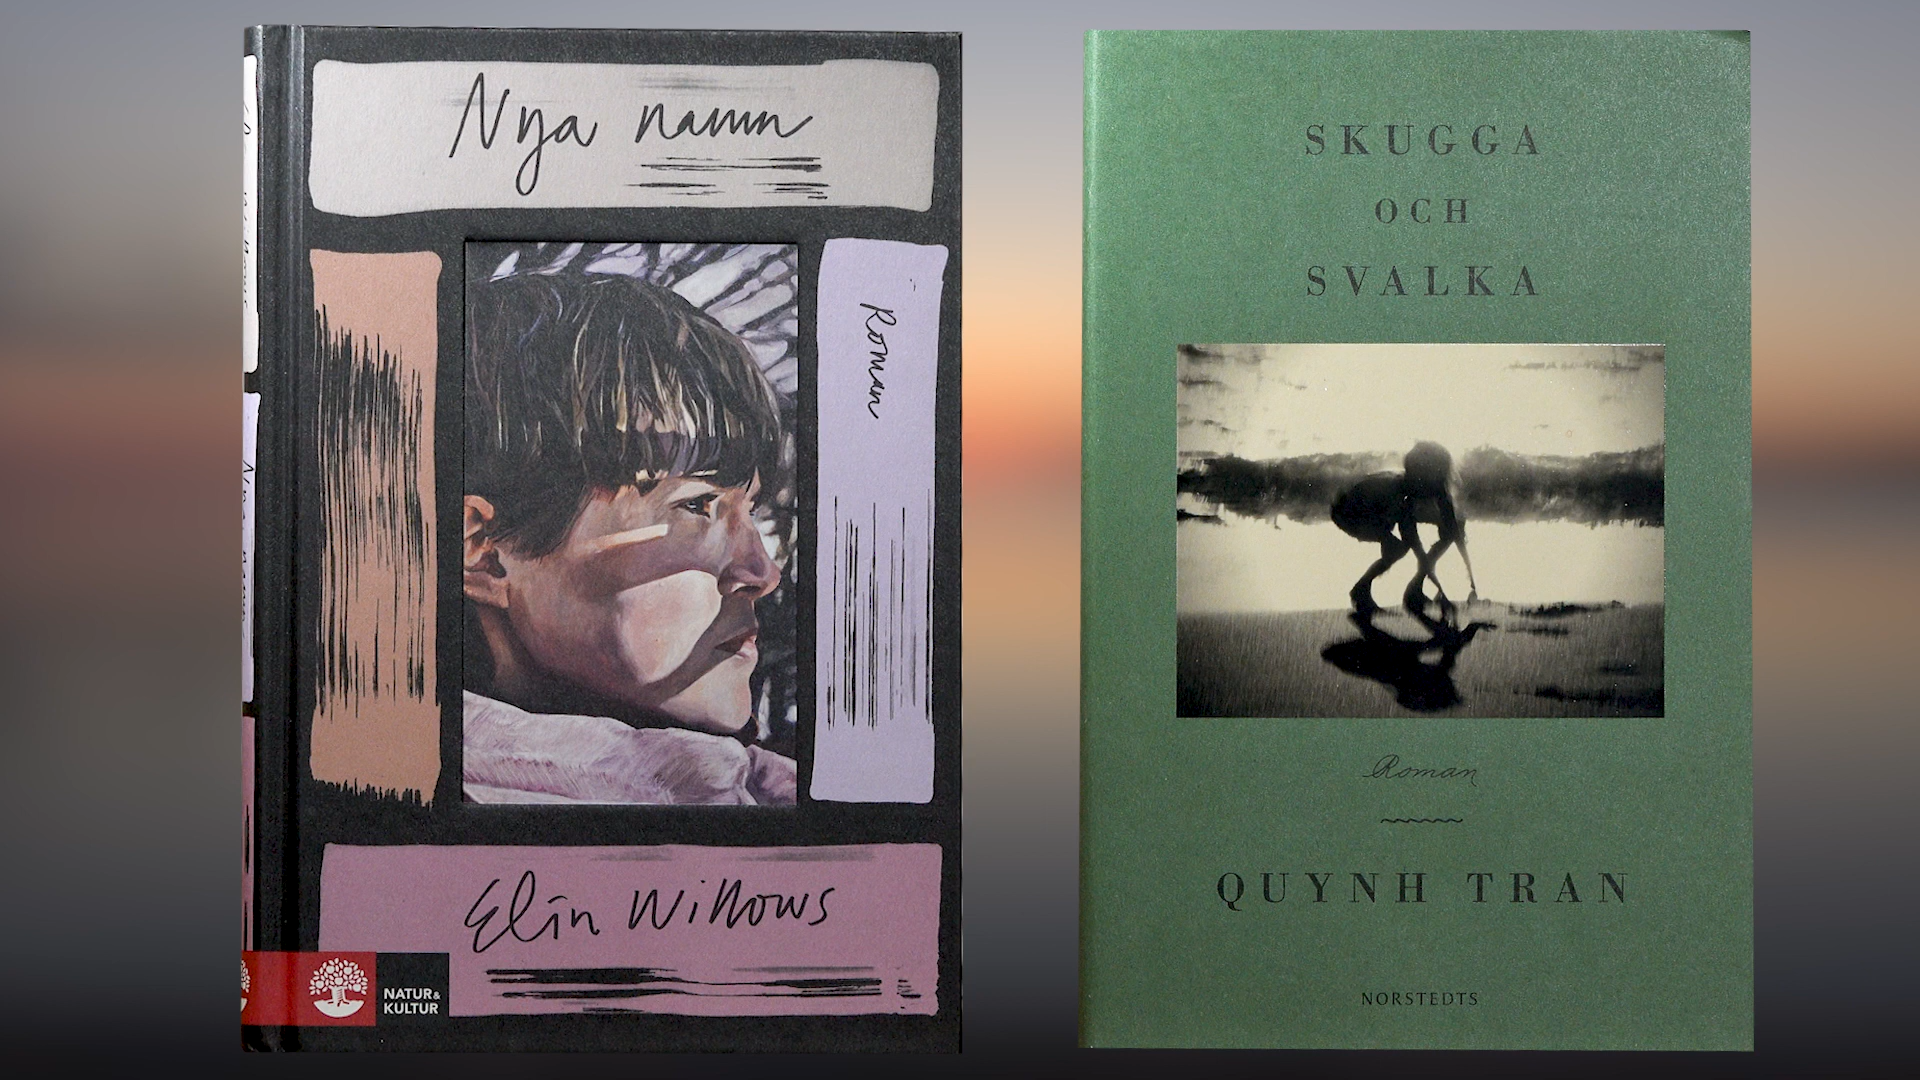 Nya namn
Roman
Elin Willows
NATUR&
KULTUR
SKUGGA
OCH
SVALKA
Roman
QUYNH TRAN
NORSTEDTS